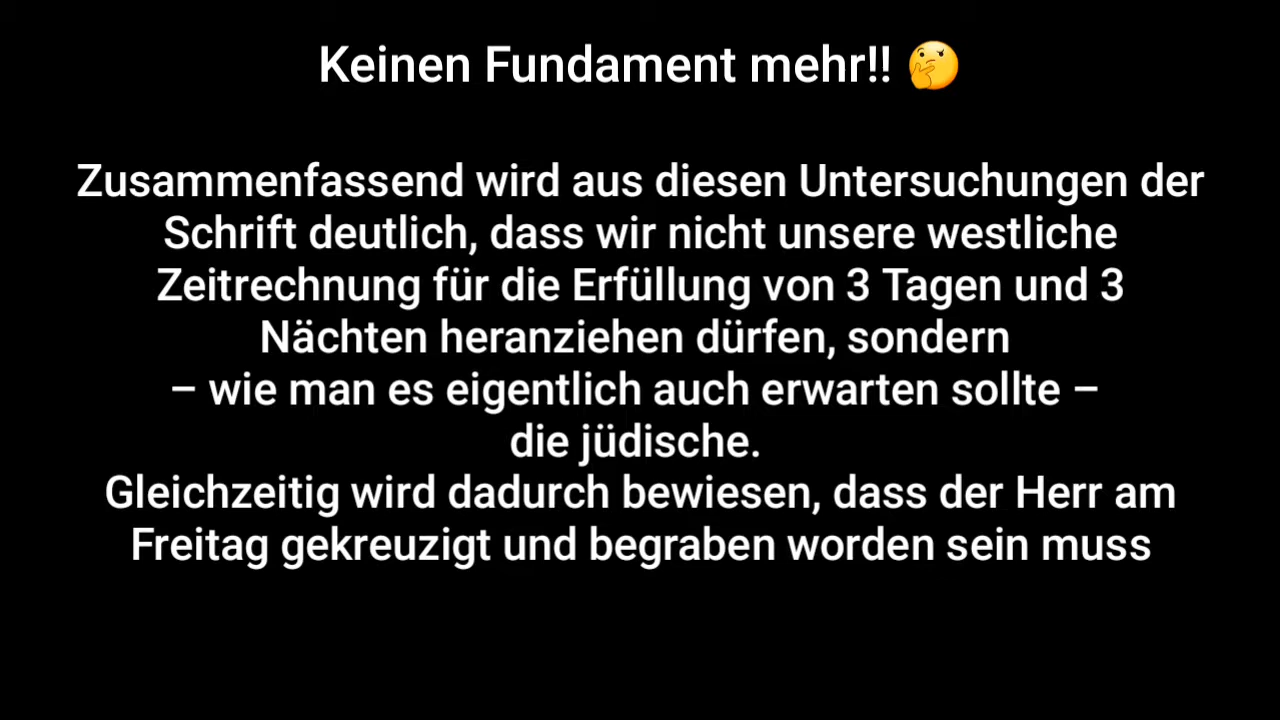 Keinen Fundament mehr!! 🤔
Zusammenfassend wird aus diesen Untersuchungen der
Schrift deutlich, dass wir nicht unsere westliche
Zeitrechnung für die Erfüllung von 3 Tagen und 3
Nächten heranziehen dürfen, sondern
– wie man es eigentlich auch erwarten sollte –
die jüdische.
Gleichzeitig wird dadurch bewiesen, dass der Herr am
Freitag gekreuzigt und begraben worden sein muss